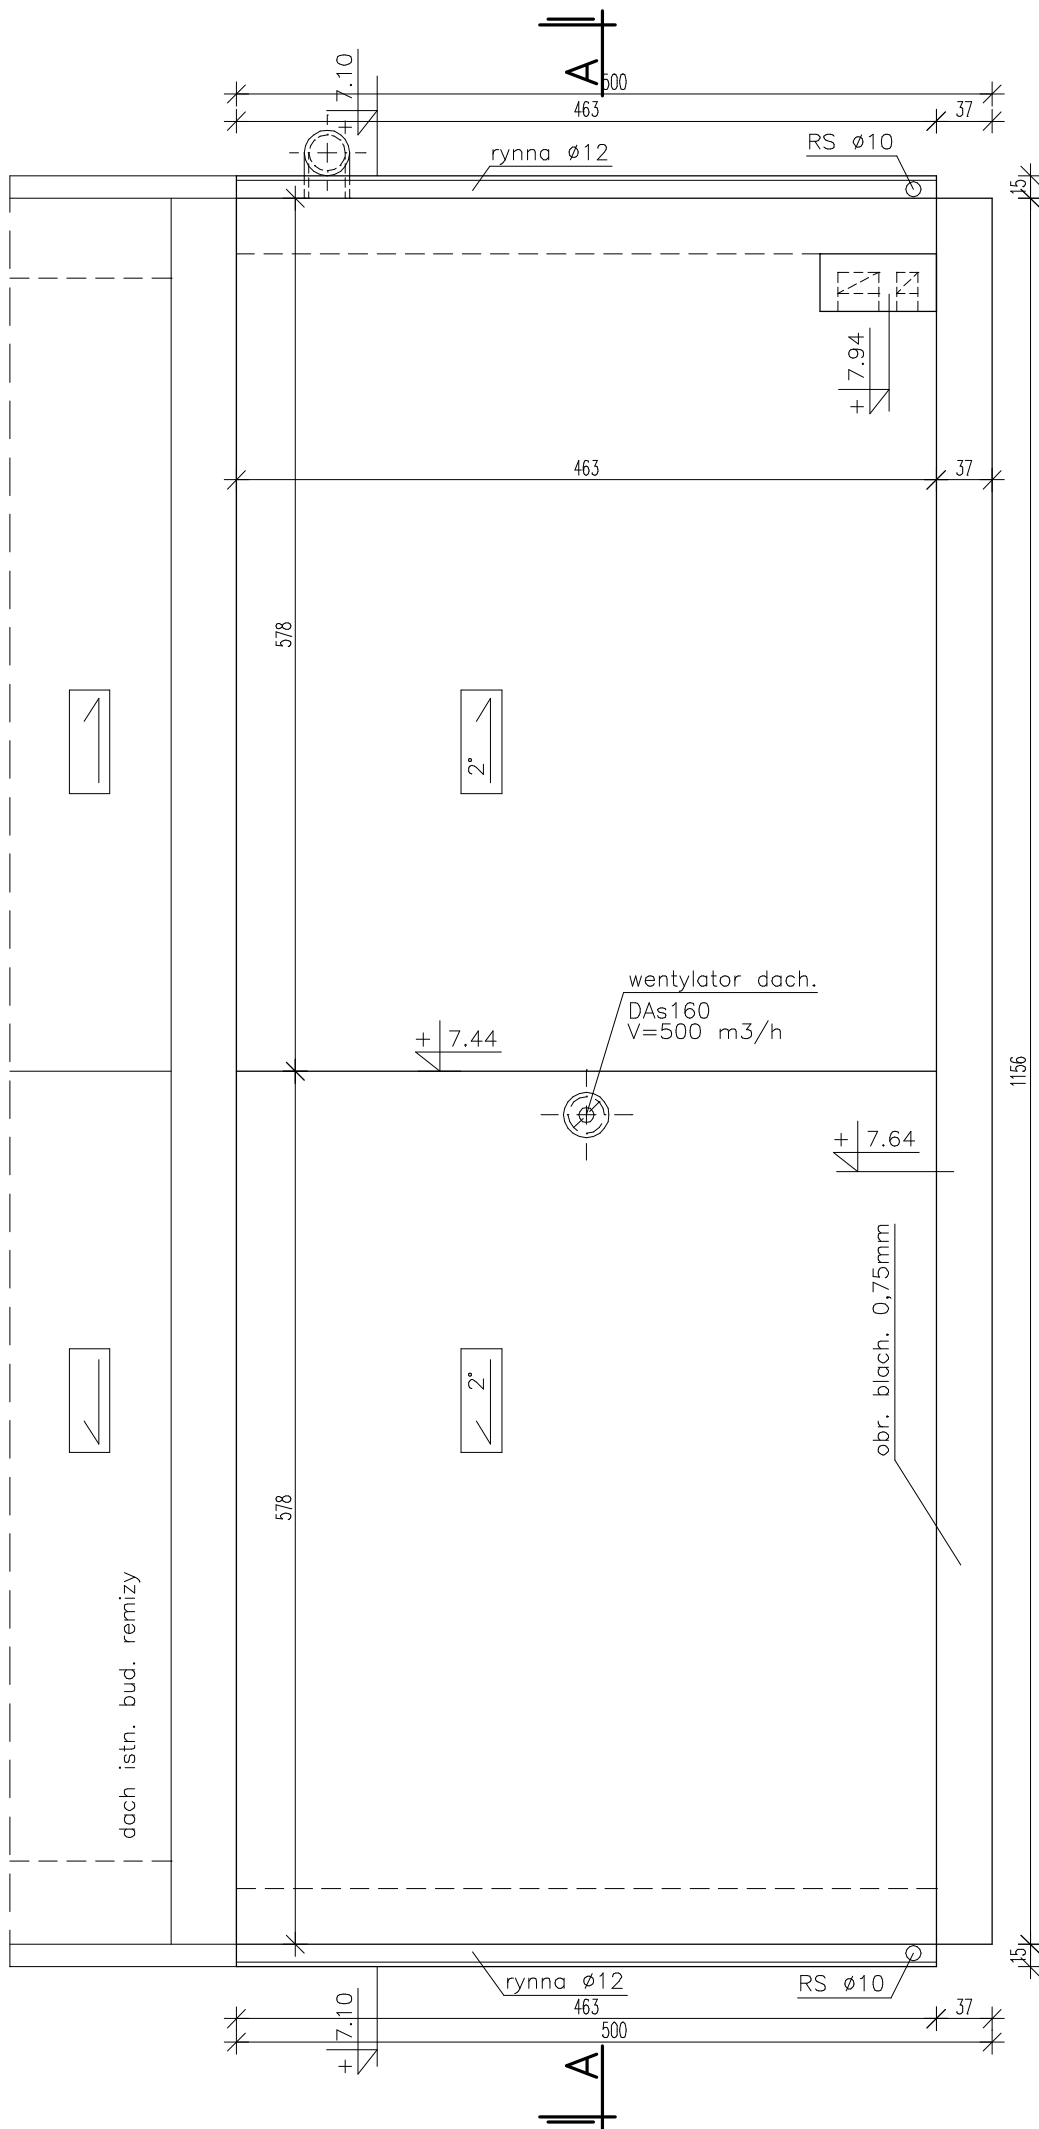 A
500
+ 7.10
463
37
RS ø10
rynna ø12
15
+ 7.94
463
37
578
2°
wentylator dach.
DAs160
V=500 m3/h
+ 7.44
1156
+ 7.64
obr. blach. 0,75mm
2°
578
dach istn. bud. remizy
15
rynna ø12
RS ø10
+ 7.10
463
37
500
A